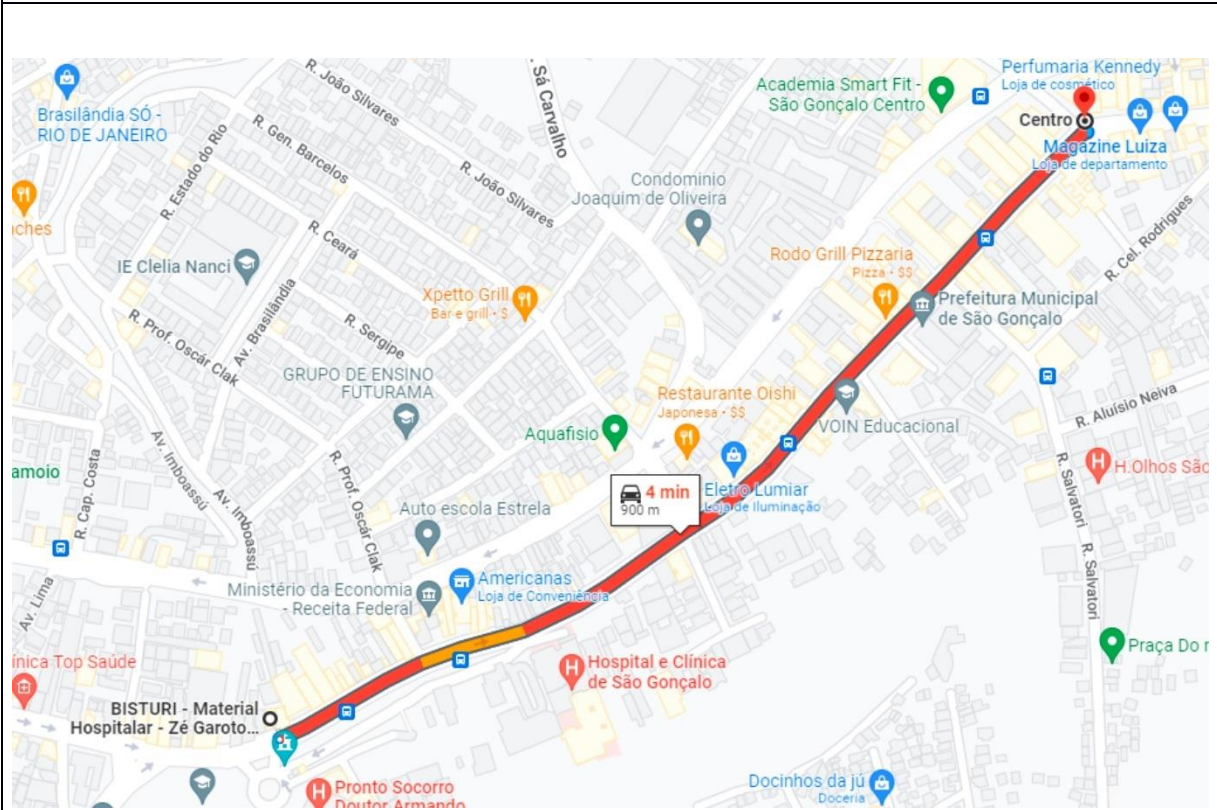 Perfumaria Kennedy
Loja de cosmético
Academia Smart Fit -
São Gonçalo Centro
Centro
Magazine Luiza
Loja de departamento
Brasilândia SÓ -
RIO DE JANEIRO
R. João Silvares
Sá Carvalho
R. Gen. Barcelos
R. Estado do Rio
R. João Silvares
Condominio
Joaquim de Oliveira
R. Cel. Rodrigues
R. Ceará
IE Clelia Nanci
Rodo Grill Pizzaria
Pizza · $$
Xpetto Grill
Bar e grill · $
Prefeitura Municipal
de São Gonçalo
Av. Brasilândia
R. Prof. Oscár Clak
R. Sergipe
GRUPO DE ENSINO
FUTURAMA
Restaurante Oishi
Japonesa · $$
R. Aluísio Neiva
Aquafisio
VOIN Educacional
Av. Imboassú
R. Cap. Costa
amoio
R. Prof. Oscár Clak
H.Olhos São
R. Salvatori
4 min
900 m
Eletro Lumiar
Loja de Iluminação
Av. Imboassú
Auto escola Estrela
R. Salvatori
Av. Lima
Ministério da Economia
- Receita Federal
Americanas
Loja de Conveniência
Praça Do
ínica Top Saúde
Hospital e Clínica
de São Gonçalo
BISTURI - Material
Hospitalar - Zé Garoto...
Pronto Socorro
Doutor Armando
Docinhos da jú
Doceria